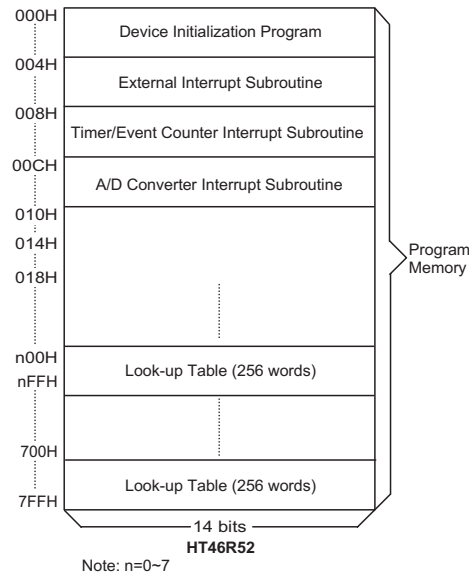 000H
Device Initialization Program
004H
External Interrupt Subroutine
008H
Timer/Event Counter Interrupt Subroutine
00CH
A/D Converter Interrupt Subroutine
010H
014H
018H
Program
Memory
n00H
Look-up Table (256 words)
nFFH
700H
Look-up Table (256 words)
7FFH
14 bits
HT46R52
Note: n=0~7